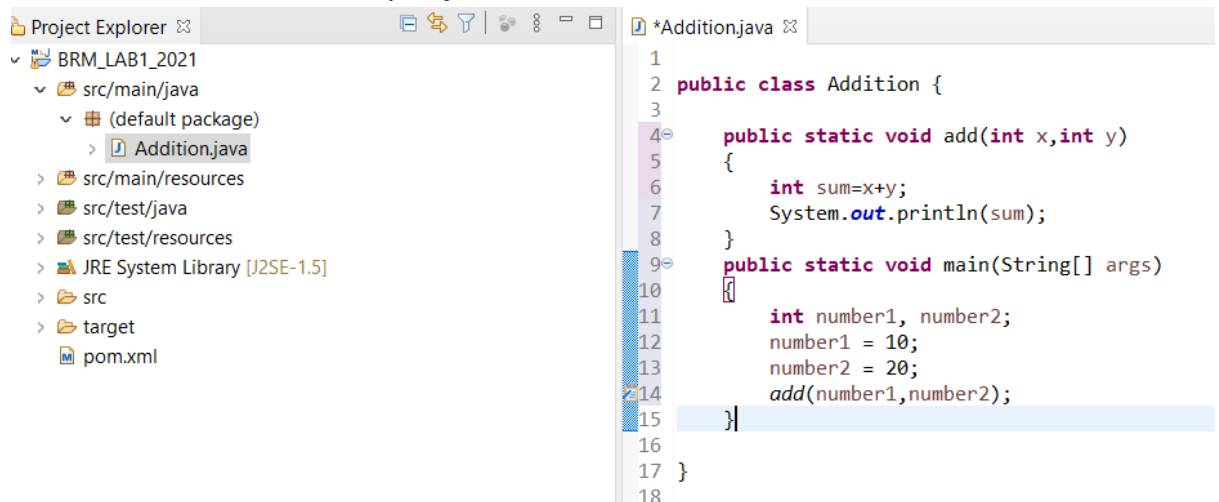 Project Explorer
BRM_LAB1_2021
src/main/java
(default package)
Addition.java
src/main/resources
src/test/java
src/test/resources
JRE System Library [J2SE-1.5]
src
target
pom.xml
*Addition.java
1
2 public class Addition {
3
4 public static void add(int x,int y)
5 {
6 int sum=x+y;
7 System.out.println(sum);
8 }
9 public static void main(String[] args)
10 {
11 int number1, number2;
12 number1 = 10;
13 number2 = 20;
14 add(number1,number2);
15 }
16
17 }
18